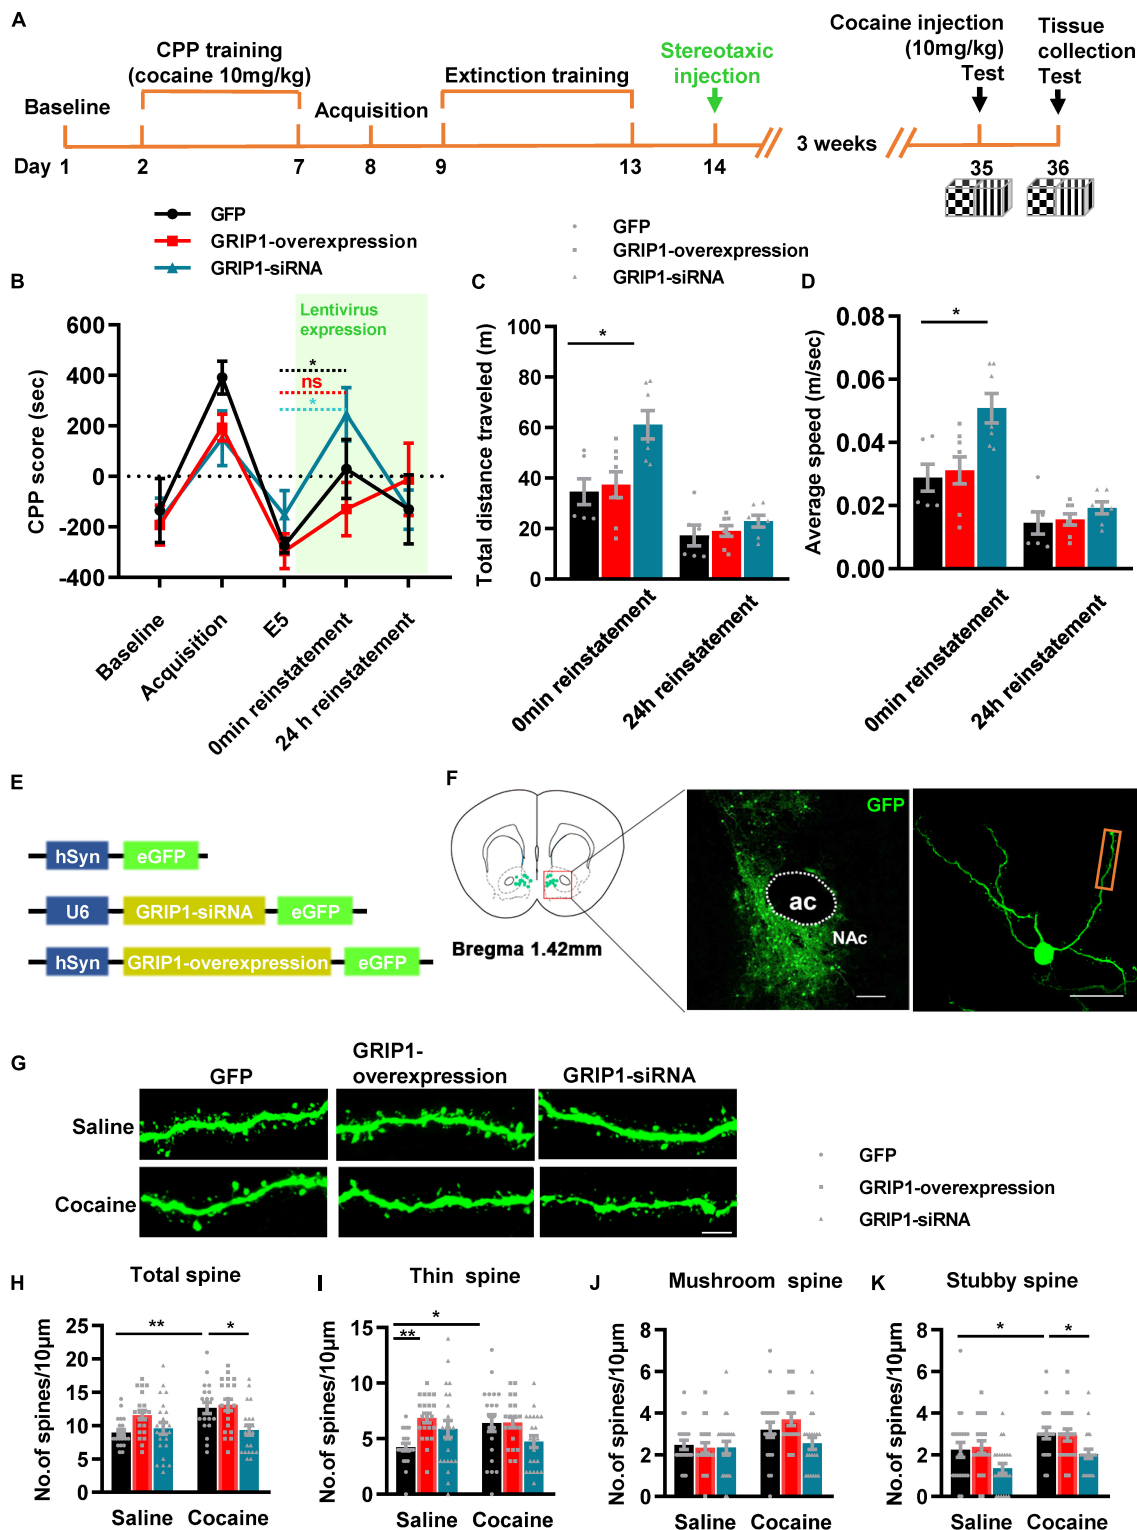 A
CPP training
(cocaine 10mg/kg)
Extinction training
Stereotaxic
injection
Cocaine injection
(10mg/kg)
Test
Tissue
collection
Test
Baseline
Acquisition
3 weeks
Day 1 2 7 8 9 13 14 35 36
GFP
GRIP1-overexpression
GRIP1-siRNA
GFP
GRIP1-overexpression
GRIP1-siRNA
B
Lentivirus
expression
CPP score (sec)
600
400
200
0
-200
-400
*
ns
*
Baseline
Acquisition
E5
0min reinstatement
24 h reinstatement
C
Total distance traveled (m)
100
80
60
40
20
0
*
0min reinstatement
24h reinstatement
D
Average speed (m/sec)
0.08
0.06
0.04
0.02
0.00
*
0min reinstatement
24h reinstatement
E
hSyn eGFP
U6 GRIP1-siRNA eGFP
hSyn GRIP1-overexpression eGFP
F
Bregma 1.42mm
GFP
ac
NAc
G
GFP
GRIP1-
overexpression
GRIP1-siRNA
Saline
Cocaine
GFP
GRIP1-overexpression
GRIP1-siRNA
H
Total spine
No.of spines/10μm
25
20
15
10
5
0
**
*
Saline Cocaine
I
Thin spine
No.of spines/10μm
15
10
5
0
**
*
Saline Cocaine
J
Mushroom spine
No.of spines/10μm
8
6
4
2
0
Saline Cocaine
K
Stubby spine
No.of spines/10μm
8
6
4
2
0
*
*
Saline Cocaine